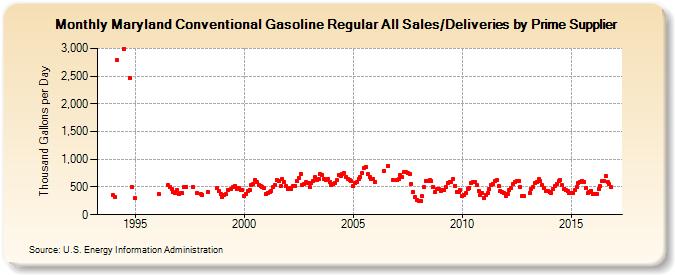 Monthly Maryland Conventional Gasoline Regular All Sales/Deliveries by Prime Supplier
Thousand Gallons per Day
3,000
2,500
2,000
1,500
1,000
500
0
1995 2000 2005 2010 2015
Source: U.S. Energy Information Administration